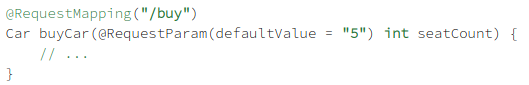 @RequestMapping("/buy")
Car buyCar(@RequestParam(defaultValue = "5") int seatCount) {
    // ...
}